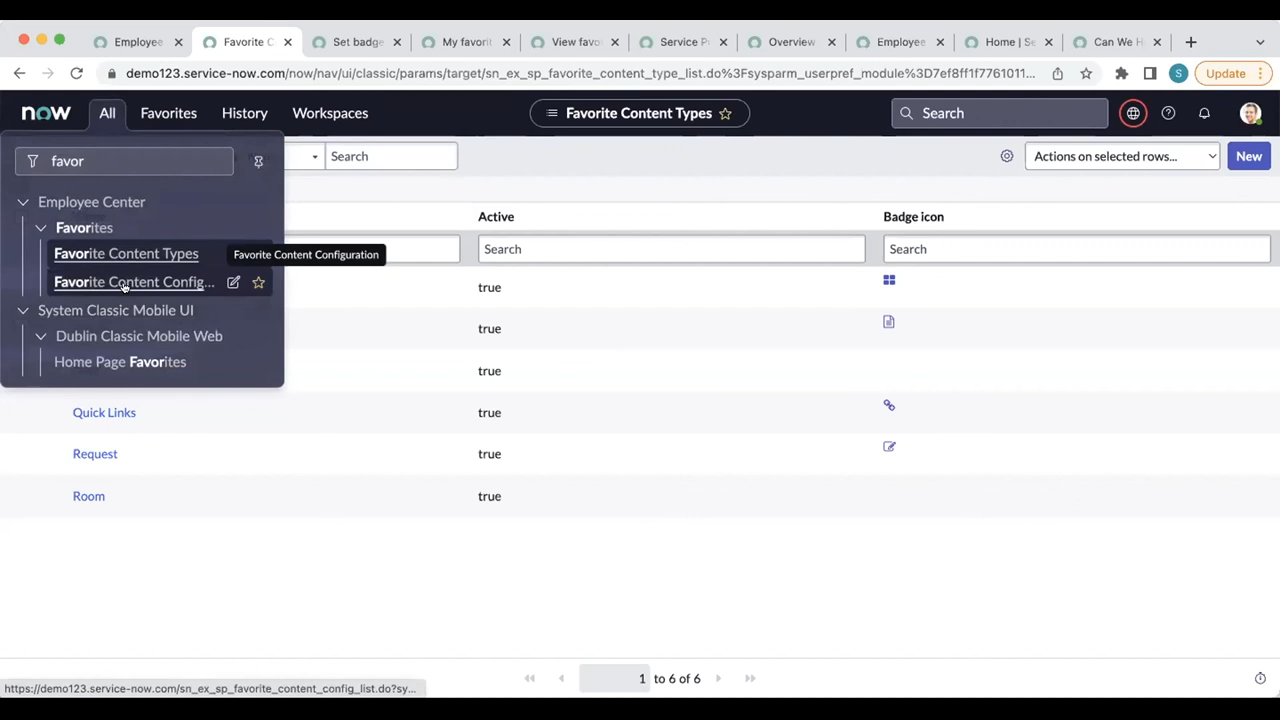 Employee
Favorite C
Set badge
My favorit
View favo
Service P
Overview
Employee
Home | Se
Can We H
demo123.service-now.com/now/nav/ui/classic/params/target/sn_ex_sp_favorite_content_type_list.do%3Fsysparm_userpref_module%3D7ef8ff1f7761011...
S
Update
now
All
Favorites
History
Workspaces
Favorite Content Types
Search
favor
Search
Actions on selected rows...
New
Employee Center
Favorites
Favorite Content Types
Favorite Content Config...
Favorite Content Configuration
System Classic Mobile UI
Dublin Classic Mobile Web
Home Page Favorites
Active
Badge icon
Search
Search
true
true
true
Quick Links
true
Request
true
Room
true
1 to 6 of 6
https://demo123.service-now.com/sn_ex_sp_favorite_content_config_list.do?sy...